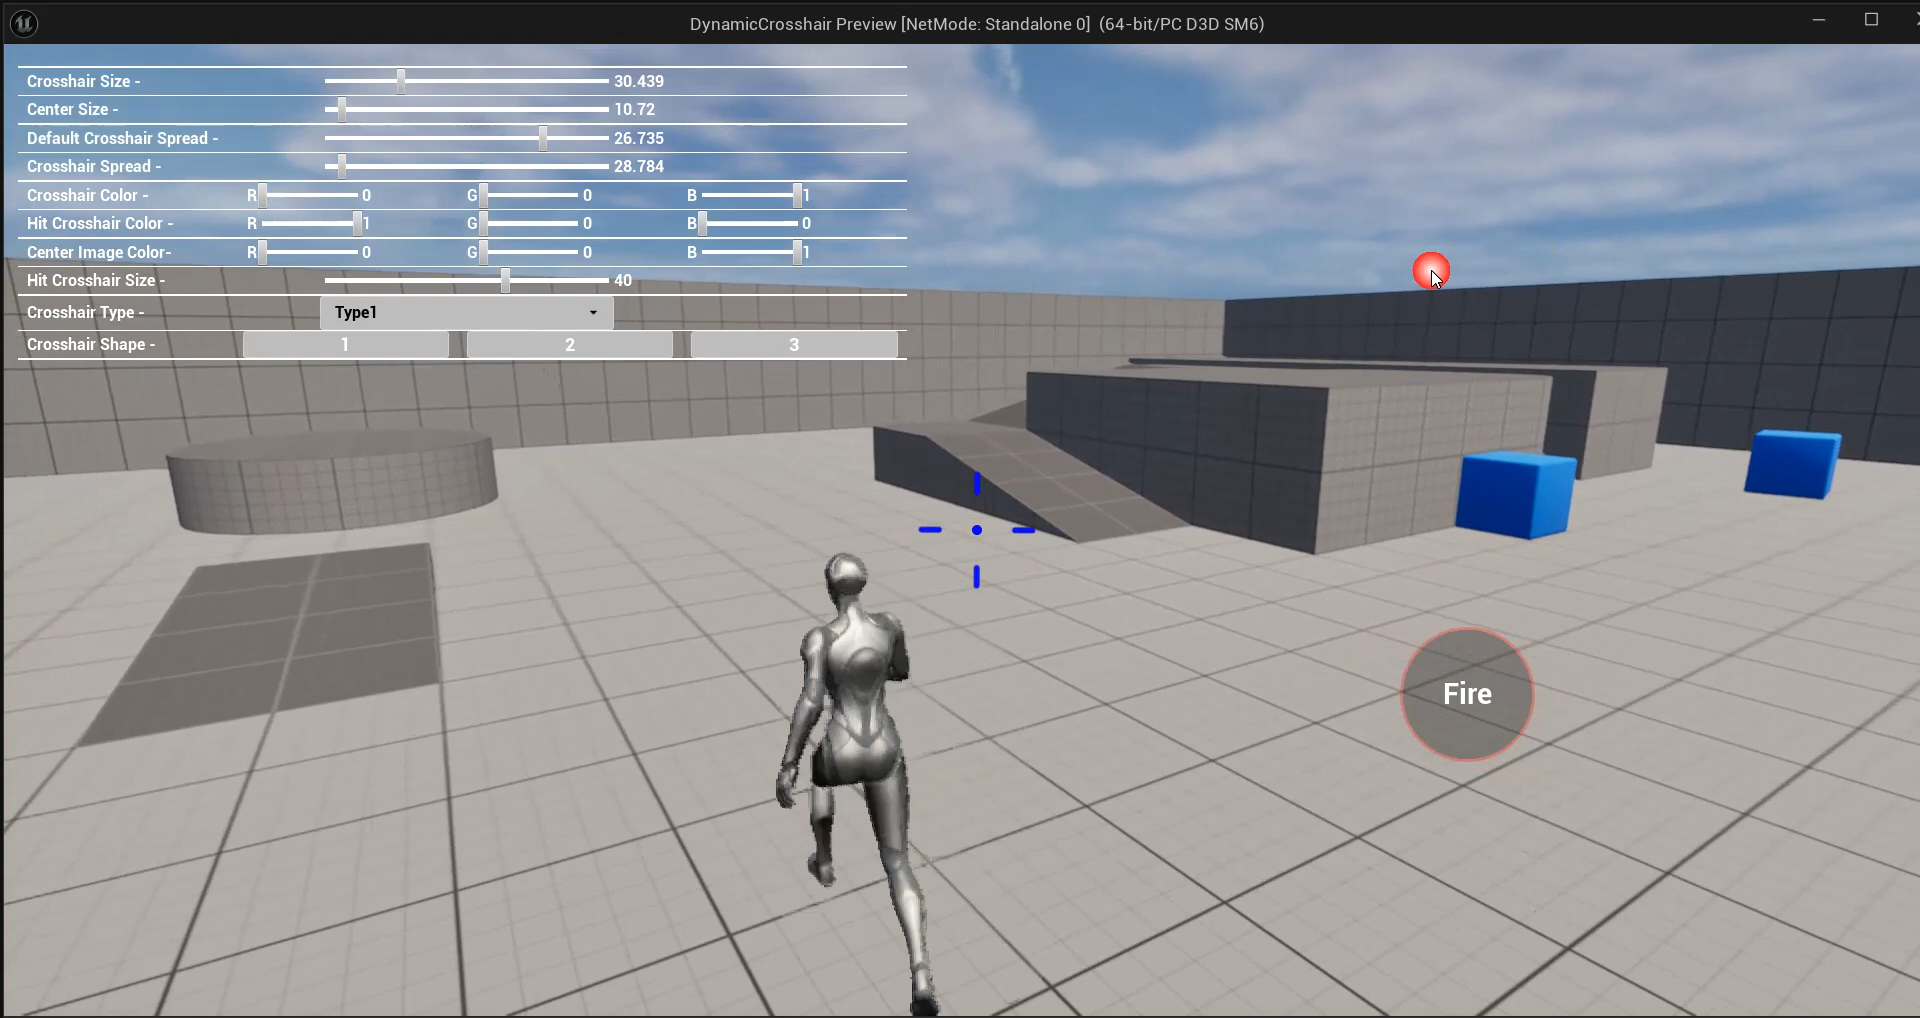 DynamicCrosshair Preview [NetMode: Standalone 0] (64-bit/PC D3D SM6)
Crosshair Size - 30.439
Center Size - 10.72
Default Crosshair Spread - 26.735
Crosshair Spread - 28.784
Crosshair Color - R 0 G 0 B 1
Hit Crosshair Color - R 1 G 0 B 0
Center Image Color- R 0 G 0 B 1
Hit Crosshair Size - 40
Crosshair Type - Type1
Crosshair Shape - 1 2 3
Fire